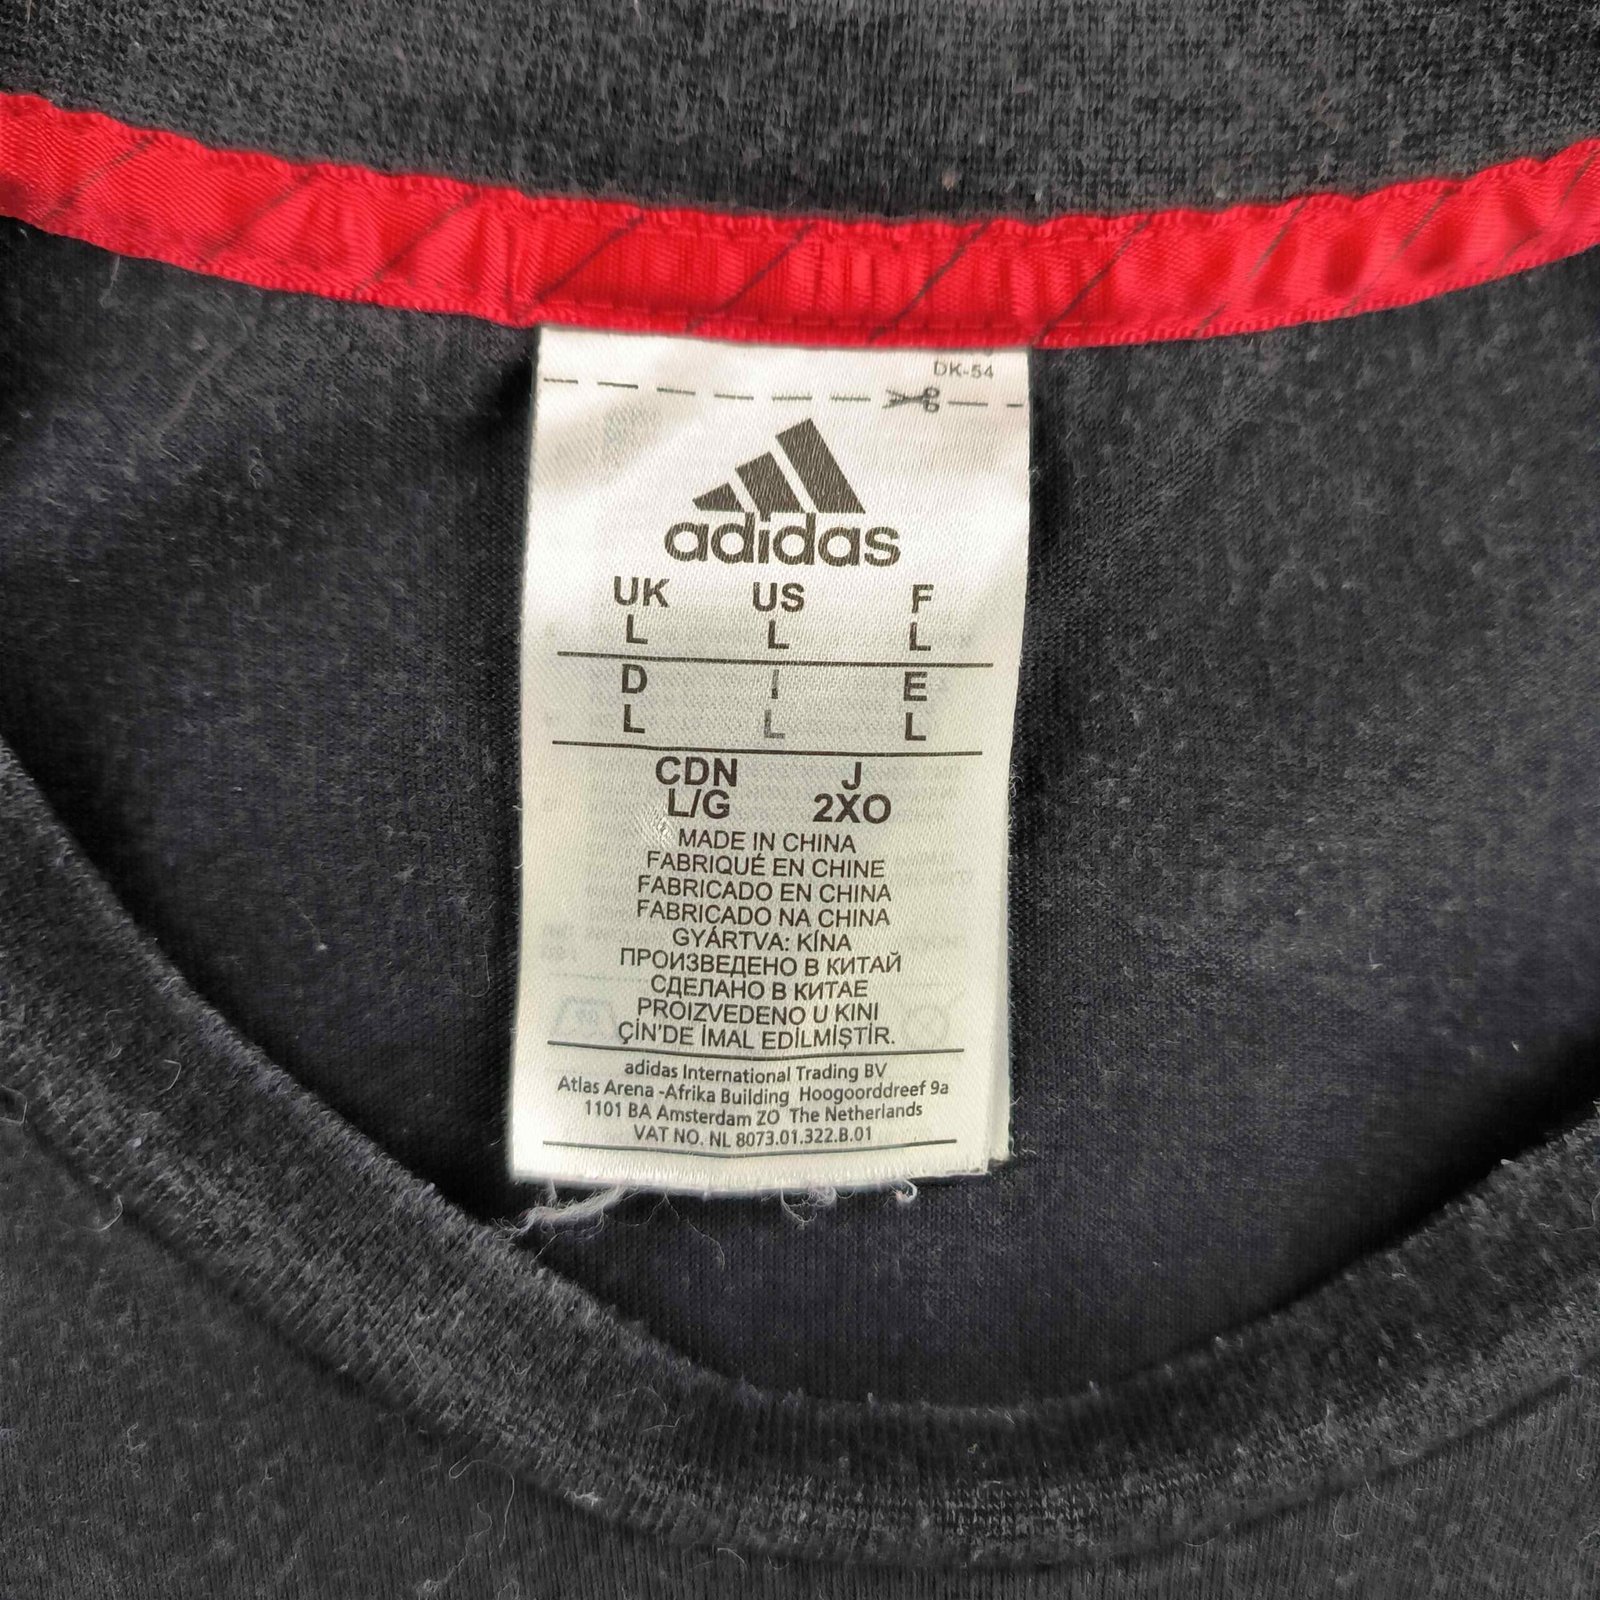 DK-54
adidas
UK US F
L L L
D I E
L L L
CDN J
L/G 2XO
MADE IN CHINA
FABRIQUÉ EN CHINE
FABRICADO EN CHINA
FABRICADO NA CHINA
GYÁRTVA: KÍNA
ПРОИЗВЕДЕНО В КИТАЙ
СДЕЛАНО В КИТАЕ
PROIZVEDENO U KINI
ÇİN'DE İMAL EDİLMİŞTİR.
adidas International Trading BV
Atlas Arena -Afrika Building Hoogoorddreef 9a
1101 BA Amsterdam ZO The Netherlands
VAT NO. NL 8073.01.322.B.01